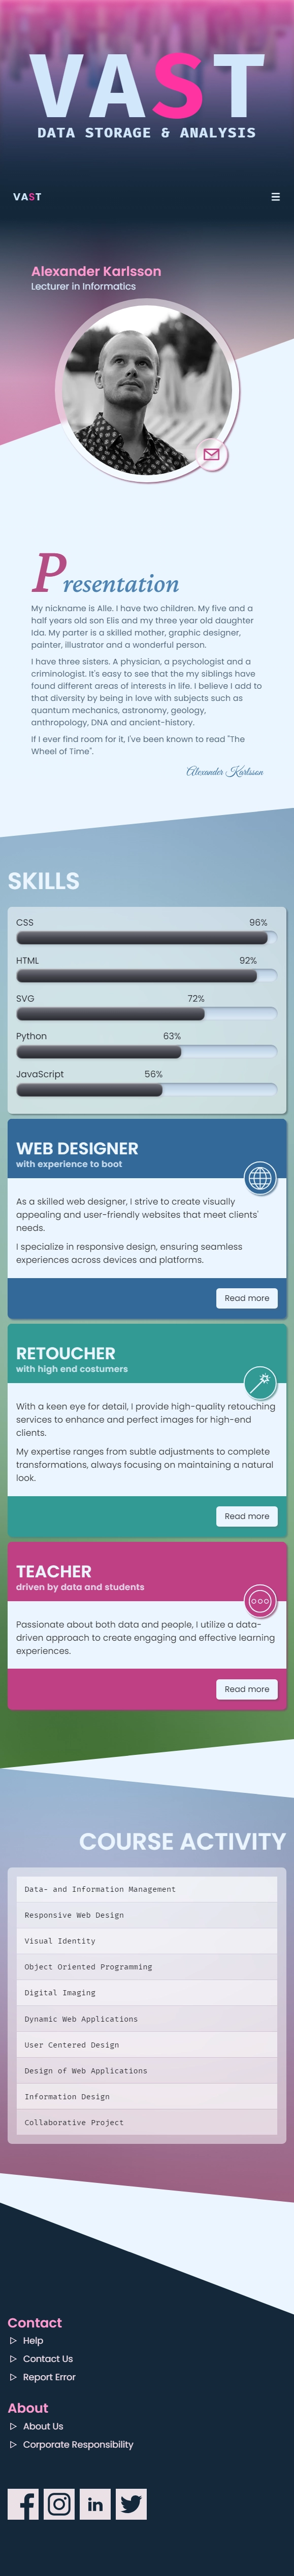 VAST
DATA STORAGE & ANALYSIS
VAST
Alexander Karlsson
Lecturer in Informatics
Presentation
My nickname is Alle. I have two children. My five and a
half years old son Elis and my three year old daughter
Ida. My parter is a skilled mother, graphic designer,
painter, illustrator and a wonderful person.
I have three sisters. A physician, a psychologist and a
criminologist. It's easy to see that the my siblings have
found different areas of interests in life. I believe I add to
that diversity by being in love with subjects such as
quantum mechanics, astronomy, geology,
anthropology, DNA and ancient-history.
If I ever find room for it, I've been known to read "The
Wheel of Time".
Alexander Karlsson
SKILLS
CSS 96%
HTML 92%
SVG 72%
Python 63%
JavaScript 56%
WEB DESIGNER
with experience to boot
As a skilled web designer, I strive to create visually
appealing and user-friendly websites that meet clients'
needs.
I specialize in responsive design, ensuring seamless
experiences across devices and platforms.
Read more
RETOUCHER
with high end costumers
With a keen eye for detail, I provide high-quality retouching
services to enhance and perfect images for high-end
clients.
My expertise ranges from subtle adjustments to complete
transformations, always focusing on maintaining a natural
look.
Read more
TEACHER
driven by data and students
Passionate about both data and people, I utilize a data-
driven approach to create engaging and effective learning
experiences.
Read more
COURSE ACTIVITY
Data- and Information Management
Responsive Web Design
Visual Identity
Object Oriented Programming
Digital Imaging
Dynamic Web Applications
User Centered Design
Design of Web Applications
Information Design
Collaborative Project
Contact
Help
Contact Us
Report Error
About
About Us
Corporate Responsibility